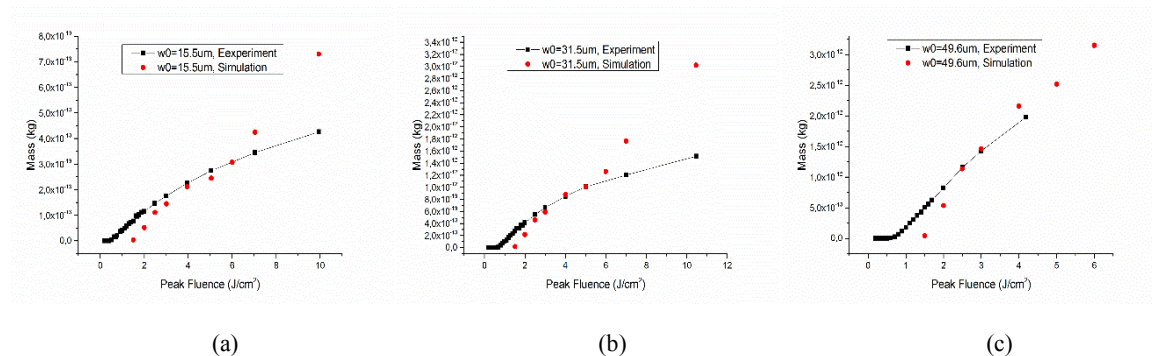 8,0x10⁻¹³
7,0x10⁻¹³
6,0x10⁻¹³
5,0x10⁻¹³
4,0x10⁻¹³
3,0x10⁻¹³
2,0x10⁻¹³
1,0x10⁻¹³
0,0
Mass (kg)
w0=15.5um, Eexperiment
w0=15.5um, Simulation
0 2 4 6 8 10
Peak Fluence (J/cm²)
(a)
3,4x10⁻¹²
3,2x10⁻¹²
3,0x10⁻¹²
2,8x10⁻¹²
2,6x10⁻¹²
2,4x10⁻¹²
2,2x10⁻¹²
2,0x10⁻¹²
1,8x10⁻¹²
1,6x10⁻¹²
1,4x10⁻¹²
1,2x10⁻¹²
1,0x10⁻¹²
8,0x10⁻¹³
6,0x10⁻¹³
4,0x10⁻¹³
2,0x10⁻¹³
0,0
Mass (kg)
w0=31.5um, Experiment
w0=31.5um, Simulation
0 2 4 6 8 10 12
Peak Fluence (J/cm²)
(b)
3,0x10⁻¹²
2,5x10⁻¹²
2,0x10⁻¹²
1,5x10⁻¹²
1,0x10⁻¹²
5,0x10⁻¹³
0,0
Mass (kg)
w0=49.6um, Experiment
w0=49.6um, Simulation
0 1 2 3 4 5 6
Peak Fluence (J/cm²)
(c)